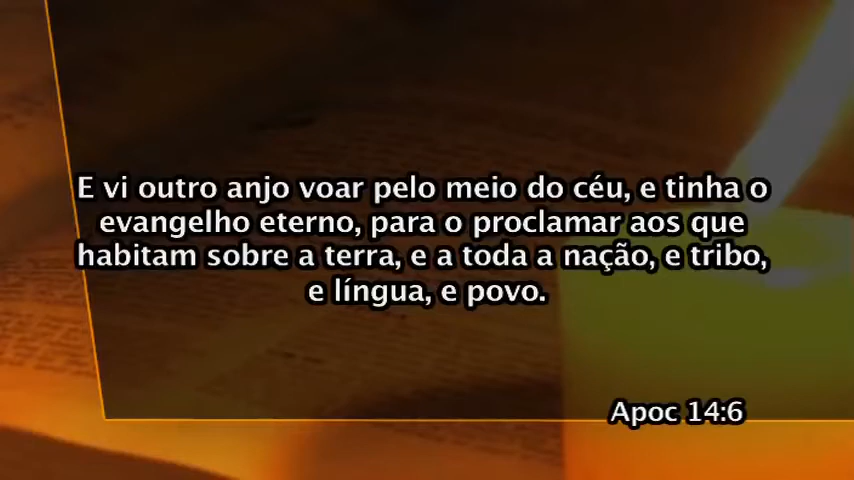 E vi outro anjo voar pelo meio do céu, e tinha o
evangelho eterno, para o proclamar aos que
habitam sobre a terra, e a toda a nação, e tribo,
e língua, e povo.
Apoc 14:6